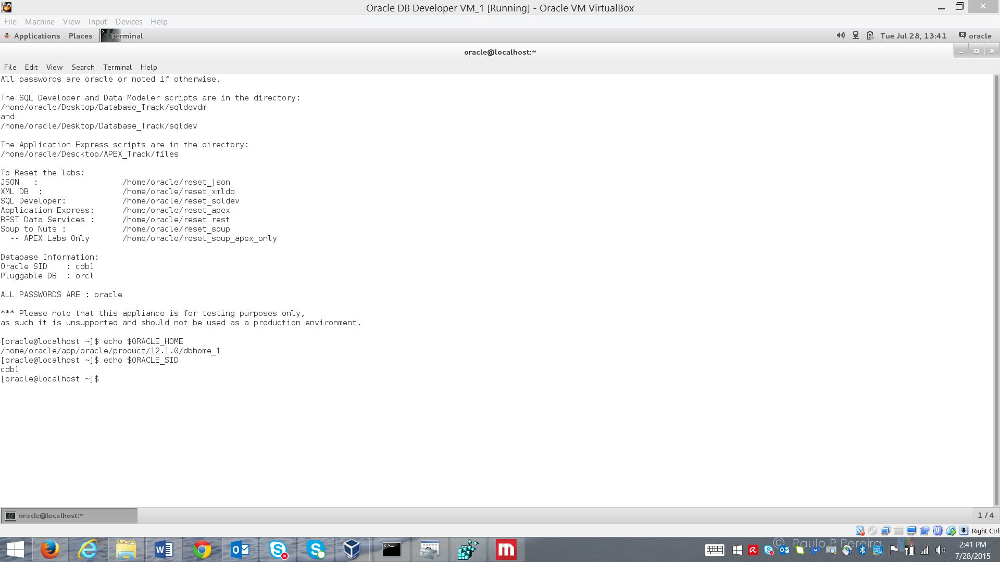 Oracle DB Developer VM_1 [Running] - Oracle VM VirtualBox
File Machine View Input Devices Help
Applications Places Terminal Tue Jul 28, 13:41 oracle
oracle@localhost:~
File Edit View Search Terminal Help
All passwords are oracle or noted if otherwise.
The SQL Developer and Data Modeler scripts are in the directory:
/home/oracle/Desktop/Database_Track/sqldevdm
and
/home/oracle/Desktop/Database_Track/sqldev
The Application Express scripts are in the directory:
/home/oracle/Descktop/APEX_Track/files
To Reset the labs:
JSON : /home/oracle/reset_json
XML DB : /home/oracle/reset_xmldb
SQL Developer: /home/oracle/reset_sqldev
Application Express: /home/oracle/reset_apex
REST Data Services : /home/oracle/reset_rest
Soup to Nuts : /home/oracle/reset_soup
-- APEX Labs Only /home/oracle/reset_soup_apex_only
Database Information:
Oracle SID : cdb1
Pluggable DB : orcl
ALL PASSWORDS ARE : oracle
*** Please note that this appliance is for testing purposes only,
as such it is unsupported and should not be used as a production environment.
[oracle@localhost ~]$ echo $ORACLE_HOME
/home/oracle/app/oracle/product/12.1.0/dbhome_1
[oracle@localhost ~]$ echo $ORACLE_SID
cdb1
[oracle@localhost ~]$
oracle@localhost:~ 1 / 4
Right Ctrl
© Paulo P Pereira
2:41 PM
7/28/2015